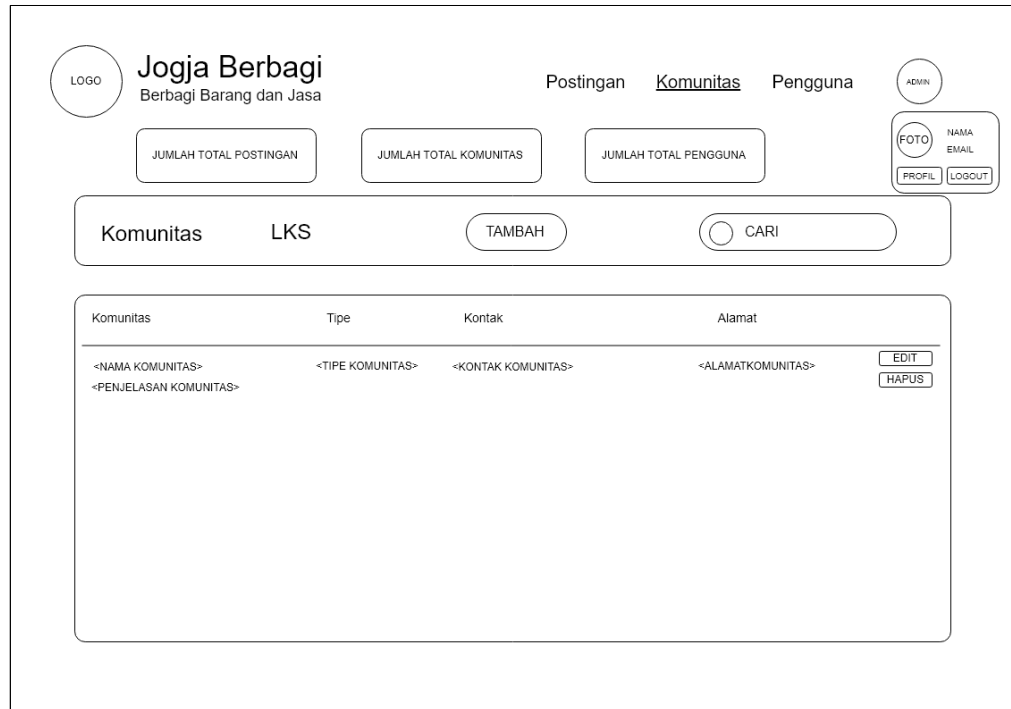 LOGO
Jogja Berbagi
Berbagi Barang dan Jasa
Postingan Komunitas Pengguna
ADMIN
FOTO
NAMA
EMAIL
PROFIL LOGOUT
JUMLAH TOTAL POSTINGAN
JUMLAH TOTAL KOMUNITAS
JUMLAH TOTAL PENGGUNA
Komunitas LKS TAMBAH CARI
Komunitas Tipe Kontak Alamat
<NAMA KOMUNITAS> <TIPE KOMUNITAS> <KONTAK KOMUNITAS> <ALAMATKOMUNITAS> EDIT
<PENJELASAN KOMUNITAS> HAPUS